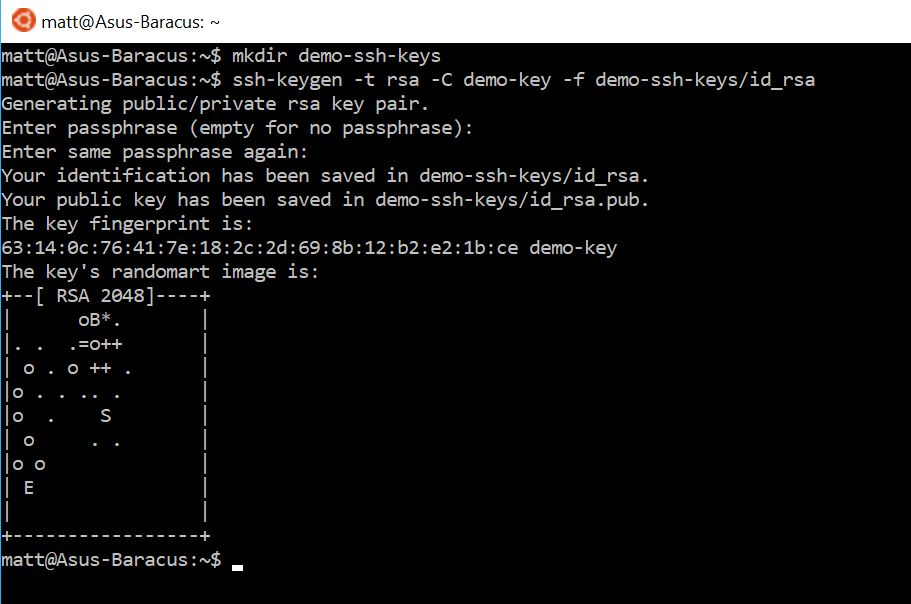 matt@Asus-Baracus: ~
matt@Asus-Baracus:~$ mkdir demo-ssh-keys
matt@Asus-Baracus:~$ ssh-keygen -t rsa -C demo-key -f demo-ssh-keys/id_rsa
Generating public/private rsa key pair.
Enter passphrase (empty for no passphrase):
Enter same passphrase again:
Your identification has been saved in demo-ssh-keys/id_rsa.
Your public key has been saved in demo-ssh-keys/id_rsa.pub.
The key fingerprint is:
63:14:0c:76:41:7e:18:2c:2d:69:8b:12:b2:e2:1b:ce demo-key
The key's randomart image is:
+--[ RSA 2048]----+
|      oB*.       |
|. .  .=o++       |
| o . o ++ .      |
|o . . .. .       |
|o  .    S        |
| o     . .       |
|o o              |
| E               |
|                 |
+-----------------+
matt@Asus-Baracus:~$